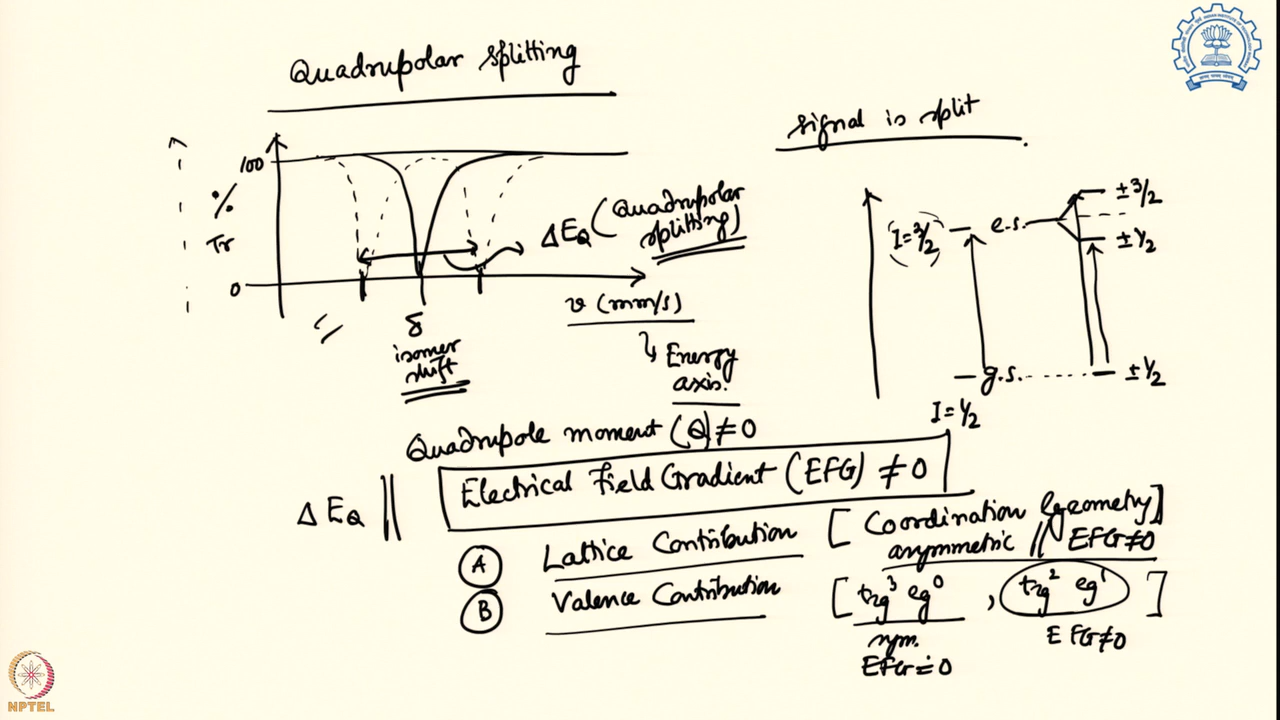 Quadrupolar splitting
signal is split
100
%
Tr
0
ΔE_Q (Quadrupolar splitting)
v (mm/s)
↳ Energy axis.
δ
isomer shift
I=3/2
e.s.
±3/2
±1/2
g.s.
±1/2
I=1/2
Quadrupole moment (Q) ≠ 0
ΔE_Q || Electrical Field Gradient (EFG) ≠ 0
A Lattice Contribution [Coordination Geometry]
asymmetric // EFG≠0
B Valence Contribution [t2g³ eg⁰, t2g² eg¹]
sym.
EFG=0
EFG≠0
NPTEL